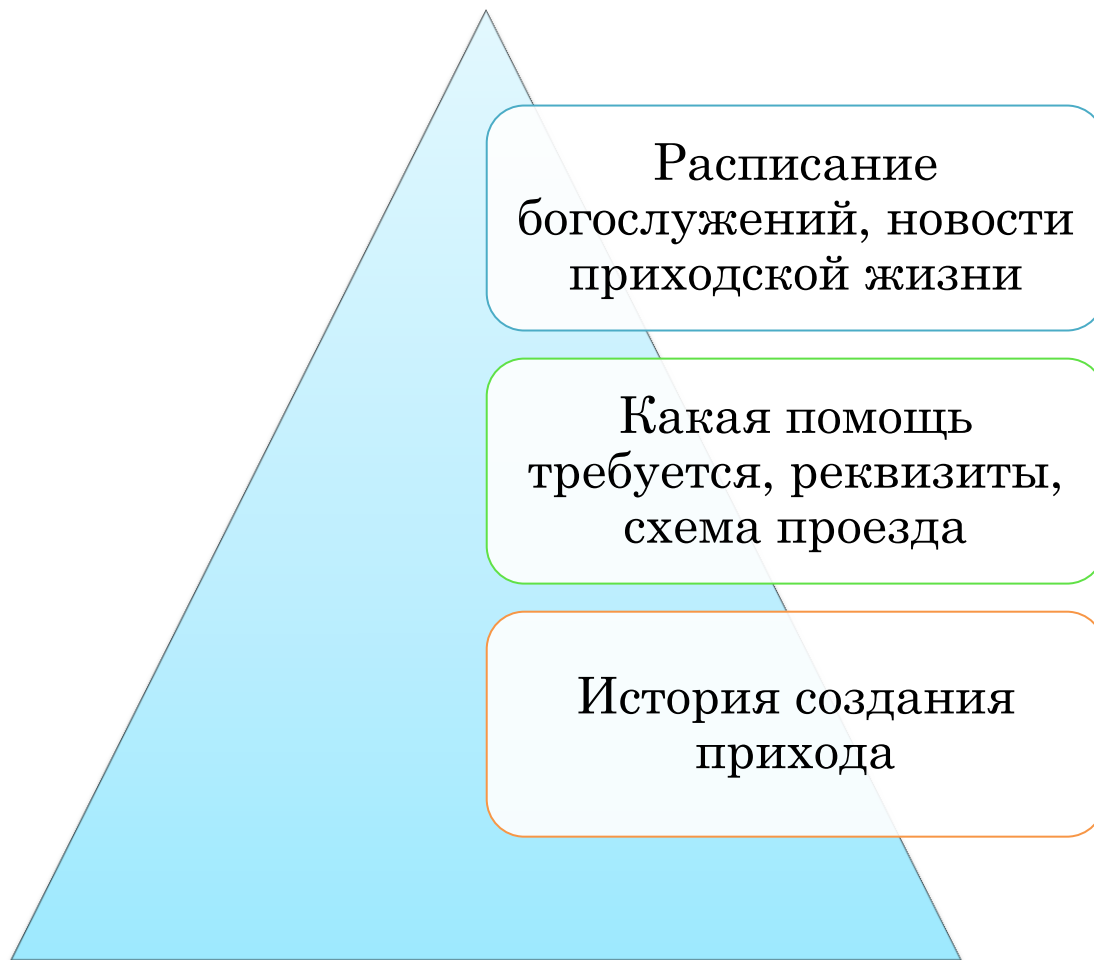 Расписание
богослужений, новости
приходской жизни
Какая помощь
требуется, реквизиты,
схема проезда
История создания
прихода